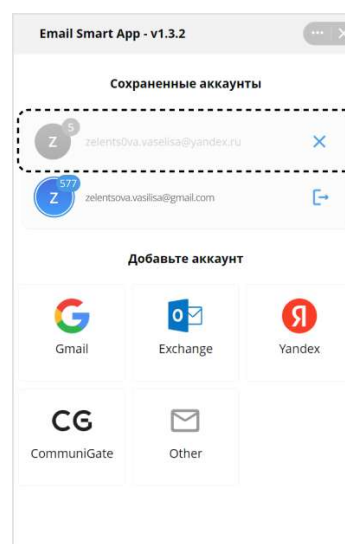 Email Smart App - v1.3.2
Сохраненные аккаунты
5
Z
zelents0va.vaselisa@yandex.ru
577
Z
zelentsova.vasilisa@gmail.com
Добавьте аккаунт
Gmail
Exchange
Yandex
CG
CommuniGate
Other